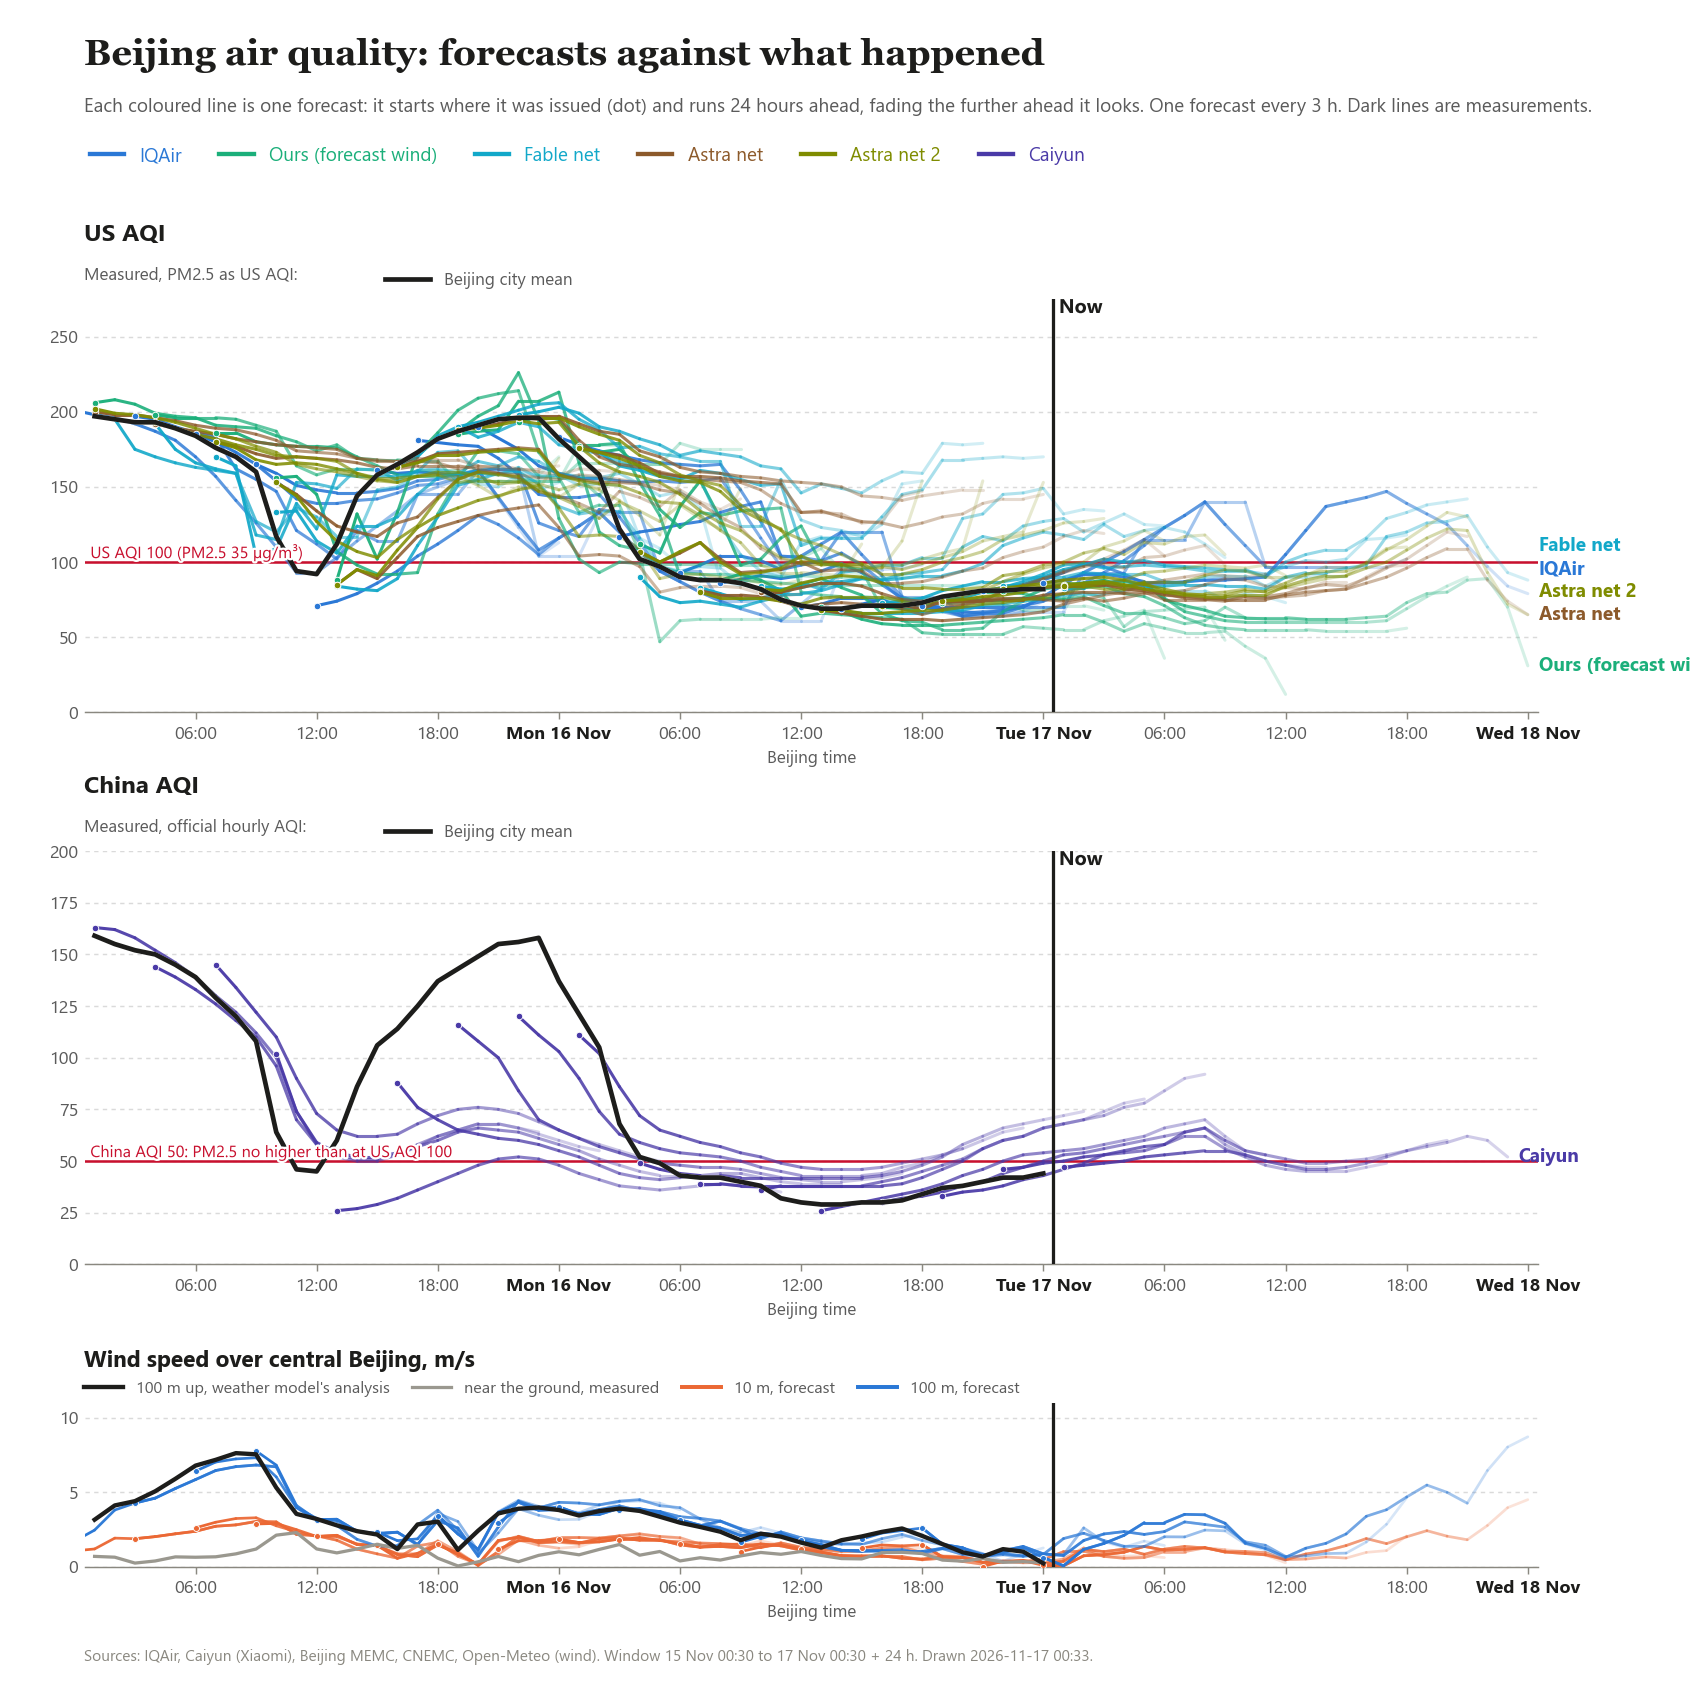 Beijing air quality: forecasts against what happened
Each coloured line is one forecast: it starts where it was issued (dot) and runs 24 hours ahead, fading the further ahead it looks. One forecast every 3 h. Dark lines are measurements.
IQAir Ours (forecast wind) Fable net Astra net Astra net 2 Caiyun
US AQI
Measured, PM2.5 as US AQI: Beijing city mean
Now
250
200
150
US AQI 100 (PM2.5 35 µg/m³)
100
50
0
Fable net
IQAir
Astra net 2
Astra net
Ours (forecast wi
06:00 12:00 18:00 Mon 16 Nov 06:00 12:00 18:00 Tue 17 Nov 06:00 12:00 18:00 Wed 18 Nov
Beijing time
China AQI
Measured, official hourly AQI: Beijing city mean
Now
200
175
150
125
100
75
China AQI 50: PM2.5 no higher than at US AQI 100
50
25
0
Caiyun
06:00 12:00 18:00 Mon 16 Nov 06:00 12:00 18:00 Tue 17 Nov 06:00 12:00 18:00 Wed 18 Nov
Beijing time
Wind speed over central Beijing, m/s
100 m up, weather model's analysis near the ground, measured 10 m, forecast 100 m, forecast
10
5
0
06:00 12:00 18:00 Mon 16 Nov 06:00 12:00 18:00 Tue 17 Nov 06:00 12:00 18:00 Wed 18 Nov
Beijing time
Sources: IQAir, Caiyun (Xiaomi), Beijing MEMC, CNEMC, Open-Meteo (wind). Window 15 Nov 00:30 to 17 Nov 00:30 + 24 h. Drawn 2026-11-17 00:33.